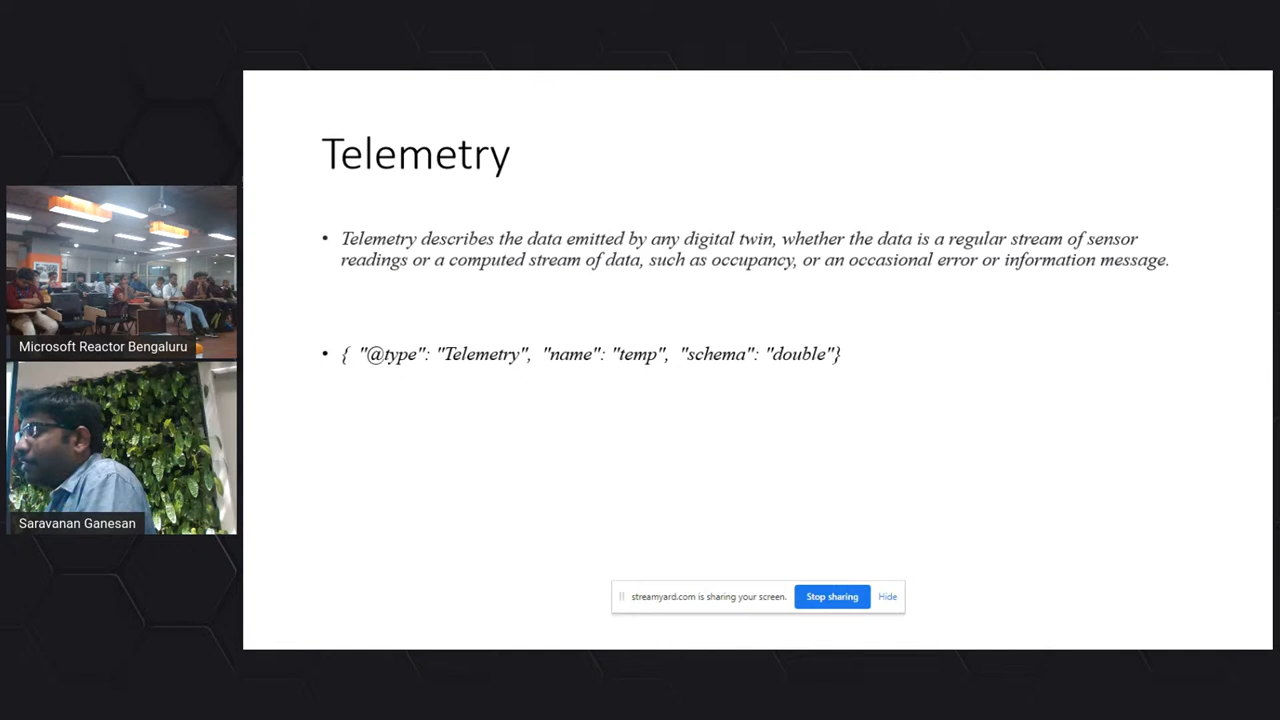 Telemetry
• Telemetry describes the data emitted by any digital twin, whether the data is a regular stream of sensor
readings or a computed stream of data, such as occupancy, or an occasional error or information message.
• { "@type": "Telemetry", "name": "temp", "schema": "double"}
Microsoft Reactor Bengaluru
Saravanan Ganesan
streamyard.com is sharing your screen.
Stop sharing
Hide